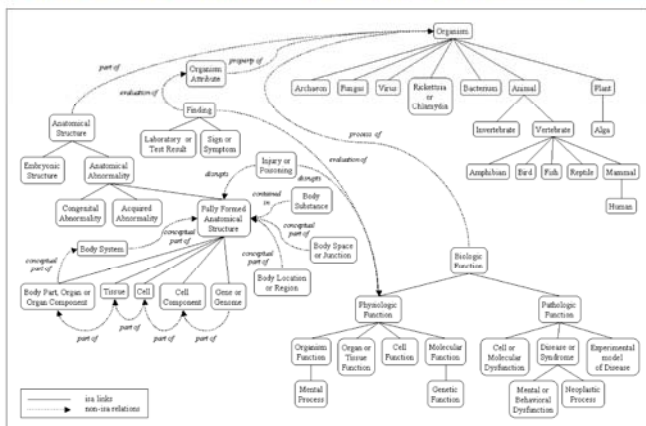 Organism
part of
property of
Organism
Attribute
evaluation of
Archaeon
Fungus
Virus
Rickettsia
or
Chlamydia
Bacterium
Animal
Plant
Finding
Invertebrate
Vertebrate
Alga
process of
Anatomical
Structure
Laboratory or
Test Result
Sign or
Symptom
evaluation of
Embryonic
Structure
Anatomical
Abnormality
Injury or
Poisoning
disrupts
disrupts
Amphibian
Bird
Fish
Reptile
Mammal
Human
Congenital
Abnormality
Acquired
Abnormality
Fully Formed
Anatomical
Structure
contained
in
Body
Substance
conceptual
part of
Body System
conceptual
part of
Body Space
or Junction
conceptual
part of
conceptual
part of
Body Location
or Region
Biologic
Function
Body Part, Organ or
Organ Component
Tissue
Cell
Cell
Component
Gene or
Genome
part of
part of
part of
part of
Physiologic
Function
Pathologic
Function
Organism
Function
Organ or
Tissue
Function
Cell
Function
Molecular
Function
Cell or
Molecular
Dysfunction
Disease or
Syndrome
Experimental
model
of Disease
Mental
Process
Genetic
Function
Mental or
Behavioral
Dysfunction
Neoplastic
Process
isa links
non-isa relations